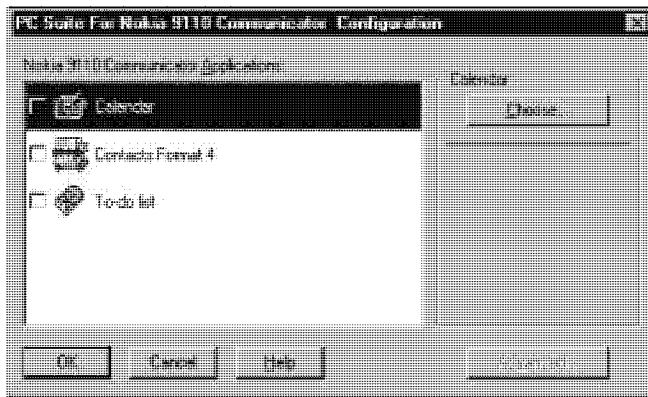 PC Suite For Nokia 9110 Communicator Configuration
Nokia 9110 Communicator Applications:
Calendar
Contacts Format 4
To-do list
Calendar
Choose...
OK
Cancel
Help
Advanced...